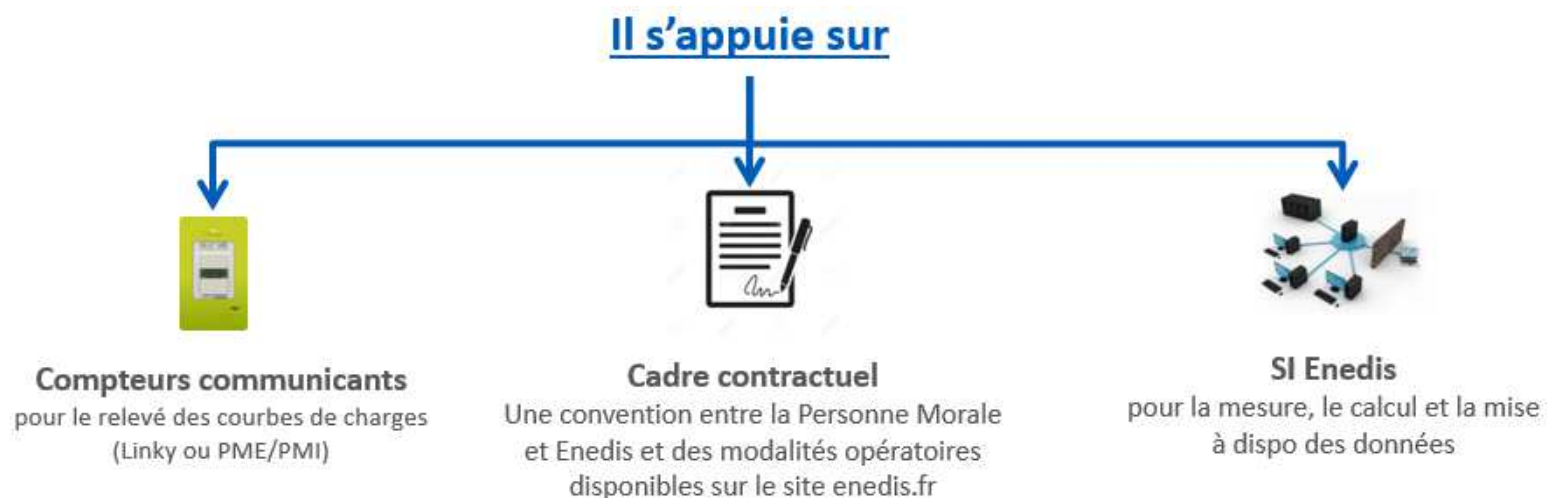 Il s'appuie sur
Compteurs communicants
pour le relevé des courbes de charges
(Linky ou PME/PMI)
Cadre contractuel
Une convention entre la Personne Morale
et Enedis et des modalités opératoires
disponibles sur le site enedis.fr
SI Enedis
pour la mesure, le calcul et la mise
à dispo des données